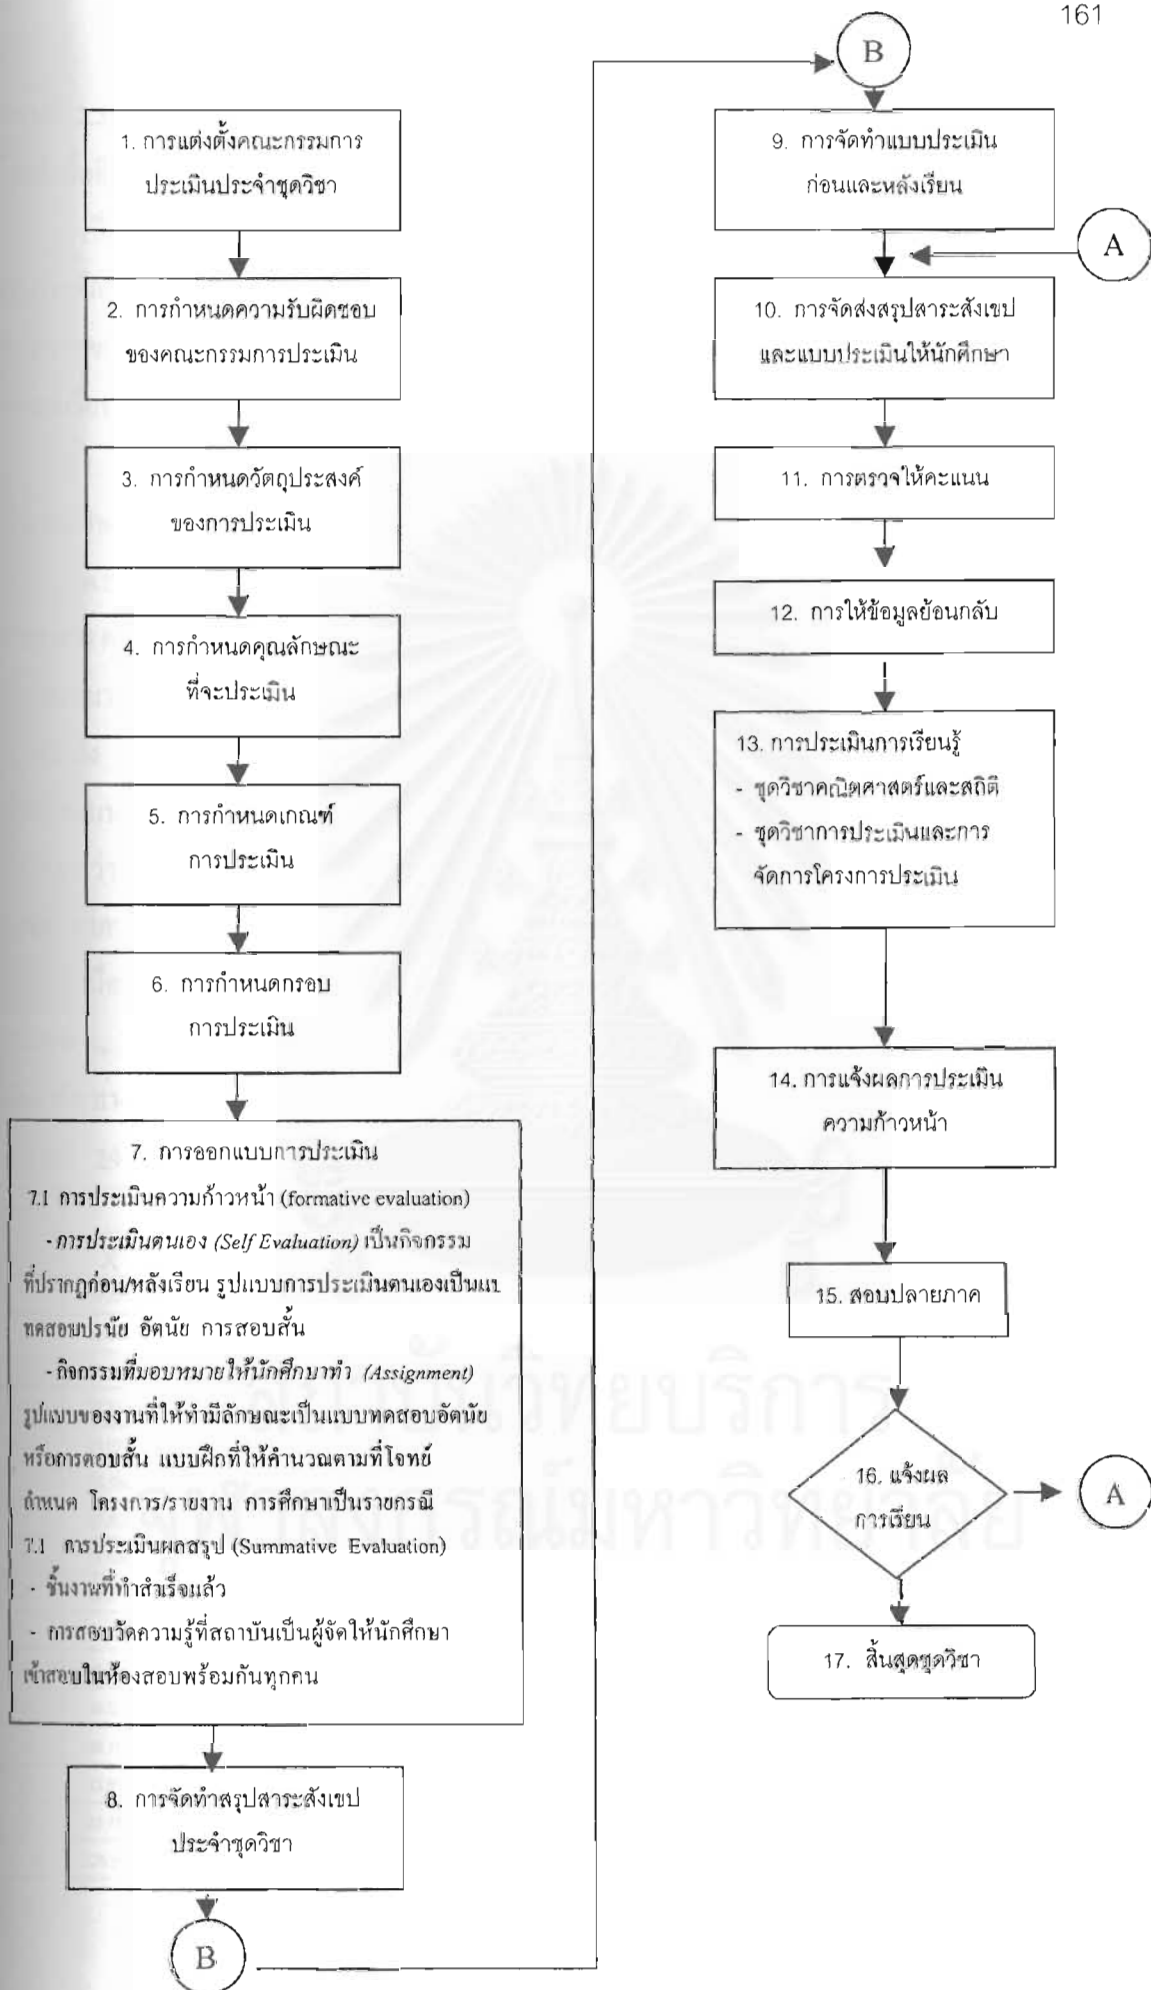 161
1. การแต่งตั้งคณะกรรมการ
ประเมินประจำชุดวิชา
2. การกำหนดความรับผิดชอบ
ของคณะกรรมการประเมิน
3. การกำหนดวัตถุประสงค์
ของการประเมิน
4. การกำหนดคุณลักษณะ
ที่จะประเมิน
5. การกำหนดเกณฑ์
การประเมิน
6. การกำหนดกรอบ
การประเมิน
7. การออกแบบการประเมิน
7.1 การประเมินความก้าวหน้า (formative evaluation)
- การประเมินตนเอง (Self Evaluation) เป็นกิจกรรม
ที่ปรากฏก่อน/หลังเรียน รูปแบบการประเมินตนเองเป็นแบ
ทดสอบปรนัย อัตนัย การสอบสั้น
- กิจกรรมที่มอบหมายให้นักศึกษาทำ (Assignment)
รูปแบบของงานที่ให้ทำมีลักษณะเป็นแบบทดสอบอัตนัย
หรือการตอบสั้น แบบฝึกที่ให้คำนวณตามที่โจทย์
กำหนด โครงการ/รายงาน การศึกษาเป็นรายกรณี
7.1 การประเมินผลสรุป (Summative Evaluation)
- ชิ้นงานที่ทำสำเร็จแล้ว
- การสอบวัดความรู้ที่สถาบันเป็นผู้จัดให้นักศึกษา
เข้าสอบในห้องสอบพร้อมกันทุกคน
8. การจัดทำสรุปสาระสังเขป
ประจำชุดวิชา
B
B
9. การจัดทำแบบประเมิน
ก่อนและหลังเรียน
A
10. การจัดส่งสรุปสาระสังเขป
และแบบประเมินให้นักศึกษา
11. การตรวจให้คะแนน
12. การให้ข้อมูลย้อนกลับ
13. การประเมินการเรียนรู้
- ชุดวิชาคณิตศาสตร์และสถิติ
- ชุดวิชาการประเมินและการ
จัดการโครงการประเมิน
14. การแจ้งผลการประเมิน
ความก้าวหน้า
15. สอบปลายภาค
16. แจ้งผล
การเรียน
A
17. สิ้นสุดชุดวิชา
สถาบันวิทยบริการ
จุฬาลงกรณ์มหาวิทยาลัย